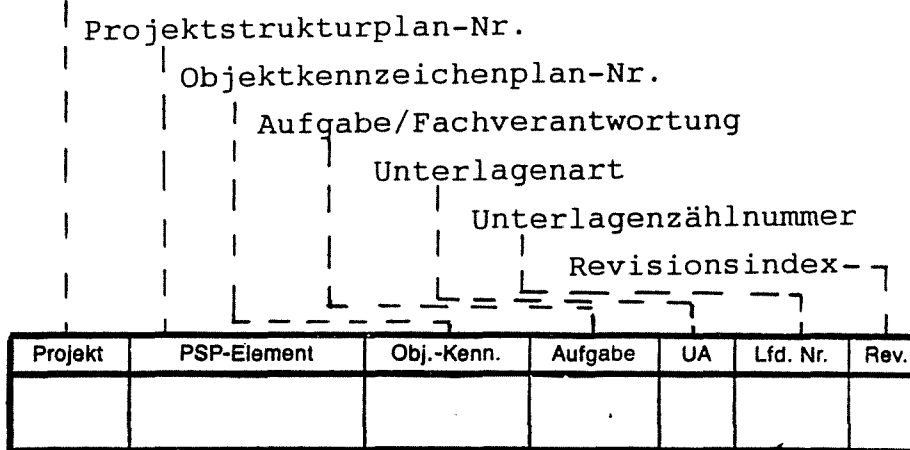 Projektstrukturplan-Nr.
Objektkennzeichenplan-Nr.
Aufgabe/Fachverantwortung
Unterlagenart
Unterlagenzählnummer
Revisionsindex
Projekt PSP-Element Obj.-Kenn. Aufgabe UA Lfd. Nr. Rev.